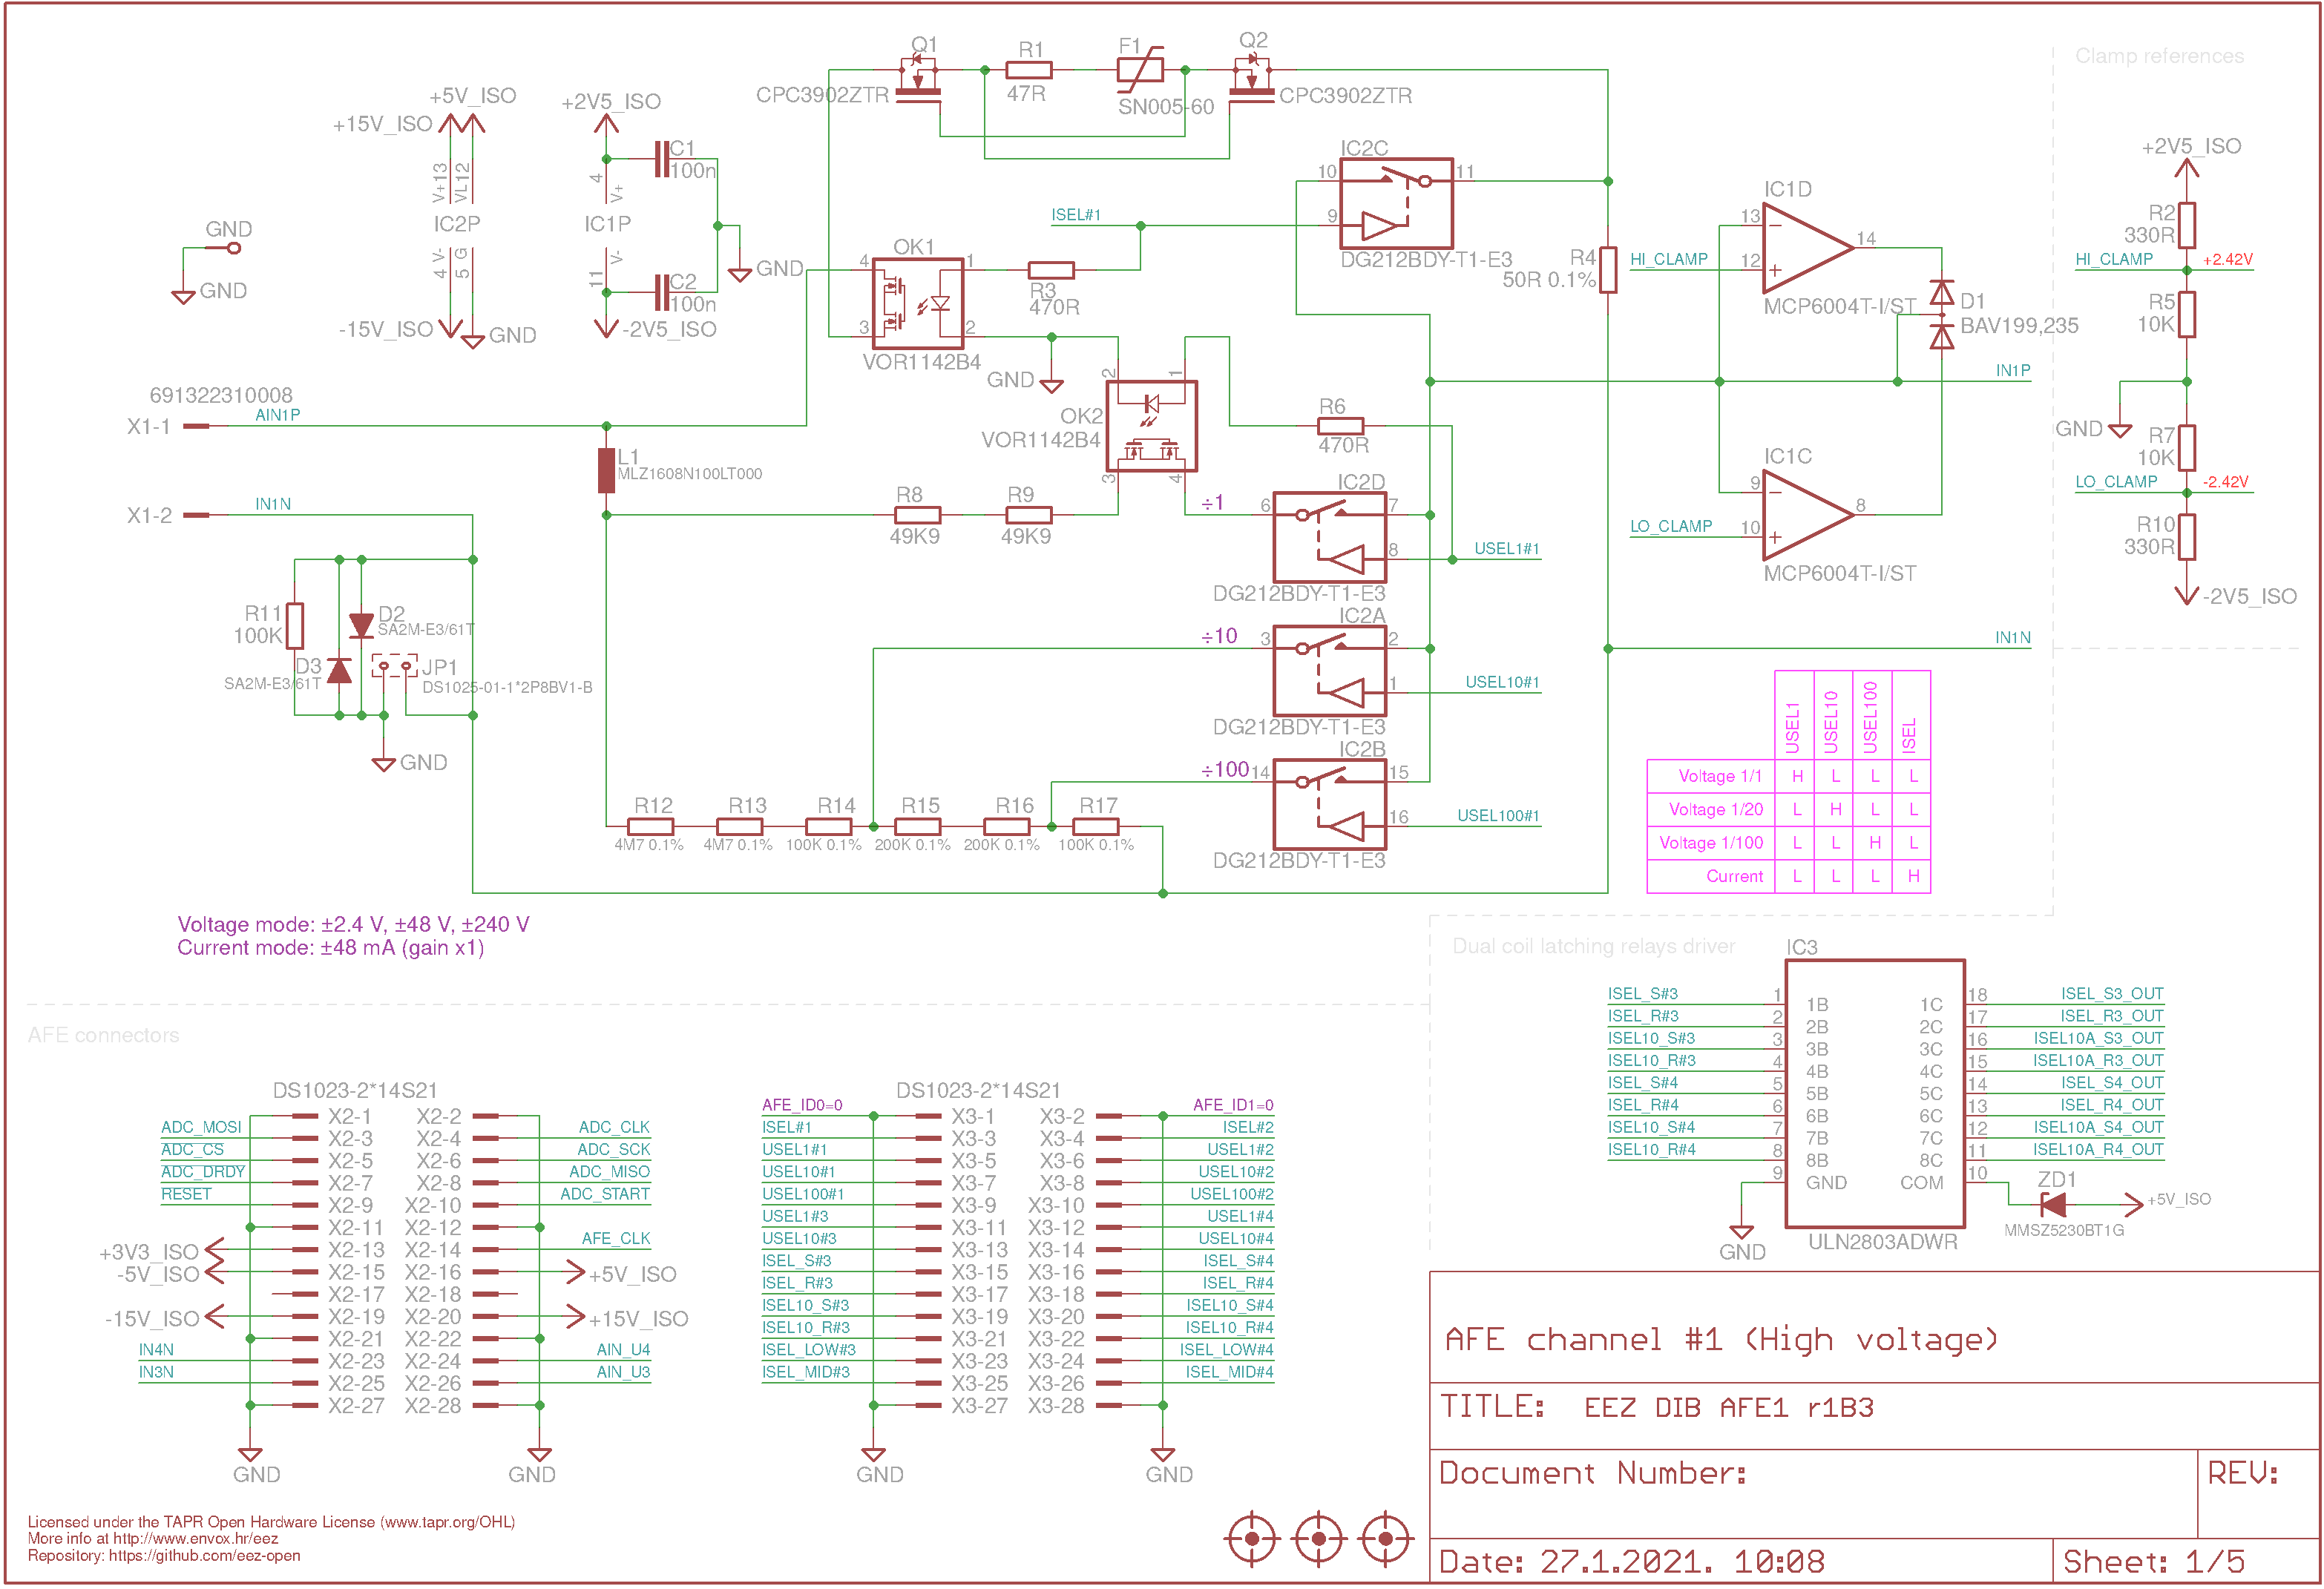 Q1
CPC3902ZTR
R1
47R
F1
SN005-60
Q2
CPC3902ZTR
Clamp references
+5V_ISO
+15V_ISO
V+13
VL12
IC2P
4 V-
5 G
-15V_ISO
GND
+2V5_ISO
4
V+
IC1P
11
V-
-2V5_ISO
C1
100n
C2
100n
GND
GND
GND
ISEL#1
IC2C
10
11
9
DG212BDY-T1-E3
OK1
4
1
3
2
VOR1142B4
R3
470R
GND
R4
50R 0.1%
HI_CLAMP
IC1D
13
12
14
MCP6004T-I/ST
D1
BAV199,235
+2V5_ISO
R2
330R
HI_CLAMP
+2.42V
R5
10K
GND
R7
10K
LO_CLAMP
-2.42V
R10
330R
-2V5_ISO
691322310008
X1-1
AIN1P
X1-2
IN1N
L1
MLZ1608N100LT000
OK2
VOR1142B4
2
1
3
4
R6
470R
IN1P
IC1C
9
10
8
LO_CLAMP
MCP6004T-I/ST
R8
49K9
R9
49K9
÷1
IC2D
6
7
8
USEL1#1
DG212BDY-T1-E3
R11
100K
D2
SA2M-E3/61T
D3
SA2M-E3/61T
JP1
DS1025-01-1*2P8BV1-B
GND
÷10
IC2A
3
2
1
USEL10#1
DG212BDY-T1-E3
IN1N
÷100
IC2B
14
15
16
USEL100#1
DG212BDY-T1-E3
R12
4M7 0.1%
R13
4M7 0.1%
R14
100K 0.1%
R15
200K 0.1%
R16
200K 0.1%
R17
100K 0.1%
USEL1 USEL10 USEL100 ISEL
Voltage 1/1 H L L L
Voltage 1/20 L H L L
Voltage 1/100 L L H L
Current L L L H
Voltage mode: ±2.4 V, ±48 V, ±240 V
Current mode: ±48 mA (gain x1)
Dual coil latching relays driver
IC3
ISEL_S#3 1 1B 1C 18 ISEL_S3_OUT
ISEL_R#3 2 2B 2C 17 ISEL_R3_OUT
ISEL10_S#3 3 3B 3C 16 ISEL10A_S3_OUT
ISEL10_R#3 4 4B 4C 15 ISEL10A_R3_OUT
ISEL_S#4 5 5B 5C 14 ISEL_S4_OUT
ISEL_R#4 6 6B 6C 13 ISEL_R4_OUT
ISEL10_S#4 7 7B 7C 12 ISEL10A_S4_OUT
ISEL10_R#4 8 8B 8C 11 ISEL10A_R4_OUT
9 GND COM 10
ZD1
+5V_ISO
MMSZ5230BT1G
GND
ULN2803ADWR
AFE connectors
DS1023-2*14S21
X2-1 X2-2
ADC_MOSI X2-3 X2-4 ADC_CLK
ADC_CS X2-5 X2-6 ADC_SCK
ADC_DRDY X2-7 X2-8 ADC_MISO
RESET X2-9 X2-10 ADC_START
X2-11 X2-12
+3V3_ISO X2-13 X2-14 AFE_CLK
-5V_ISO X2-15 X2-16 +5V_ISO
X2-17 X2-18
-15V_ISO X2-19 X2-20 +15V_ISO
X2-21 X2-22
IN4N X2-23 X2-24 AIN_U4
IN3N X2-25 X2-26 AIN_U3
X2-27 X2-28
GND
GND
DS1023-2*14S21
AFE_ID0=0 X3-1 X3-2 AFE_ID1=0
ISEL#1 X3-3 X3-4 ISEL#2
USEL1#1 X3-5 X3-6 USEL1#2
USEL10#1 X3-7 X3-8 USEL10#2
USEL100#1 X3-9 X3-10 USEL100#2
USEL1#3 X3-11 X3-12 USEL1#4
USEL10#3 X3-13 X3-14 USEL10#4
ISEL_S#3 X3-15 X3-16 ISEL_S#4
ISEL_R#3 X3-17 X3-18 ISEL_R#4
ISEL10_S#3 X3-19 X3-20 ISEL10_S#4
ISEL10_R#3 X3-21 X3-22 ISEL10_R#4
ISEL_LOW#3 X3-23 X3-24 ISEL_LOW#4
ISEL_MID#3 X3-25 X3-26 ISEL_MID#4
X3-27 X3-28
GND
GND
AFE channel #1 (High voltage)
TITLE: EEZ DIB AFE1 r1B3
Document Number:
REV:
Date: 27.1.2021. 10:08
Sheet: 1/5
Licensed under the TAPR Open Hardware License (www.tapr.org/OHL)
More info at http://www.envox.hr/eez
Repository: https://github.com/eez-open